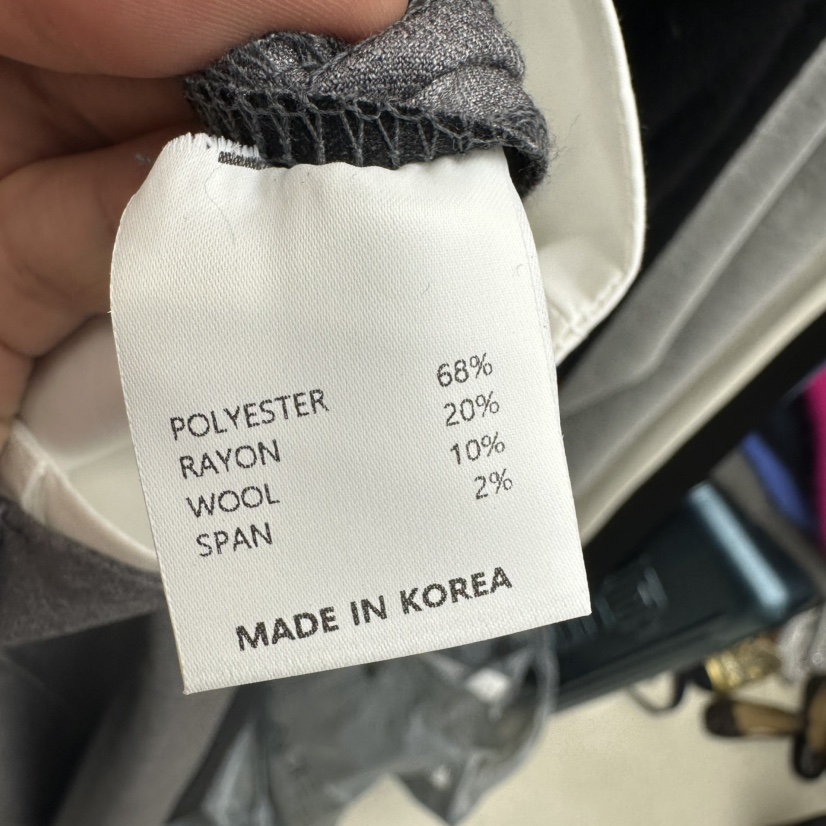 POLYESTER 68%
RAYON 20%
WOOL 10%
SPAN 2%
MADE IN KOREA